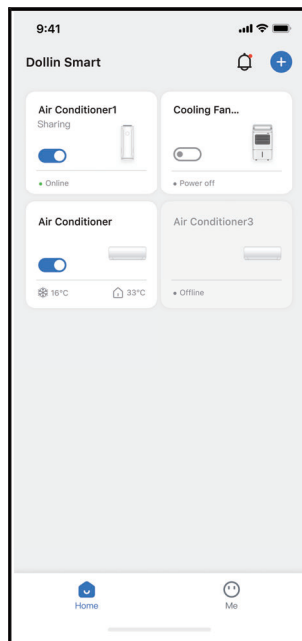 9:41
Dollin Smart
Air Conditioner1
Sharing
• Online
Cooling Fan...
• Power off
Air Conditioner
16°C
33°C
Air Conditioner3
• Offline
Home
Me